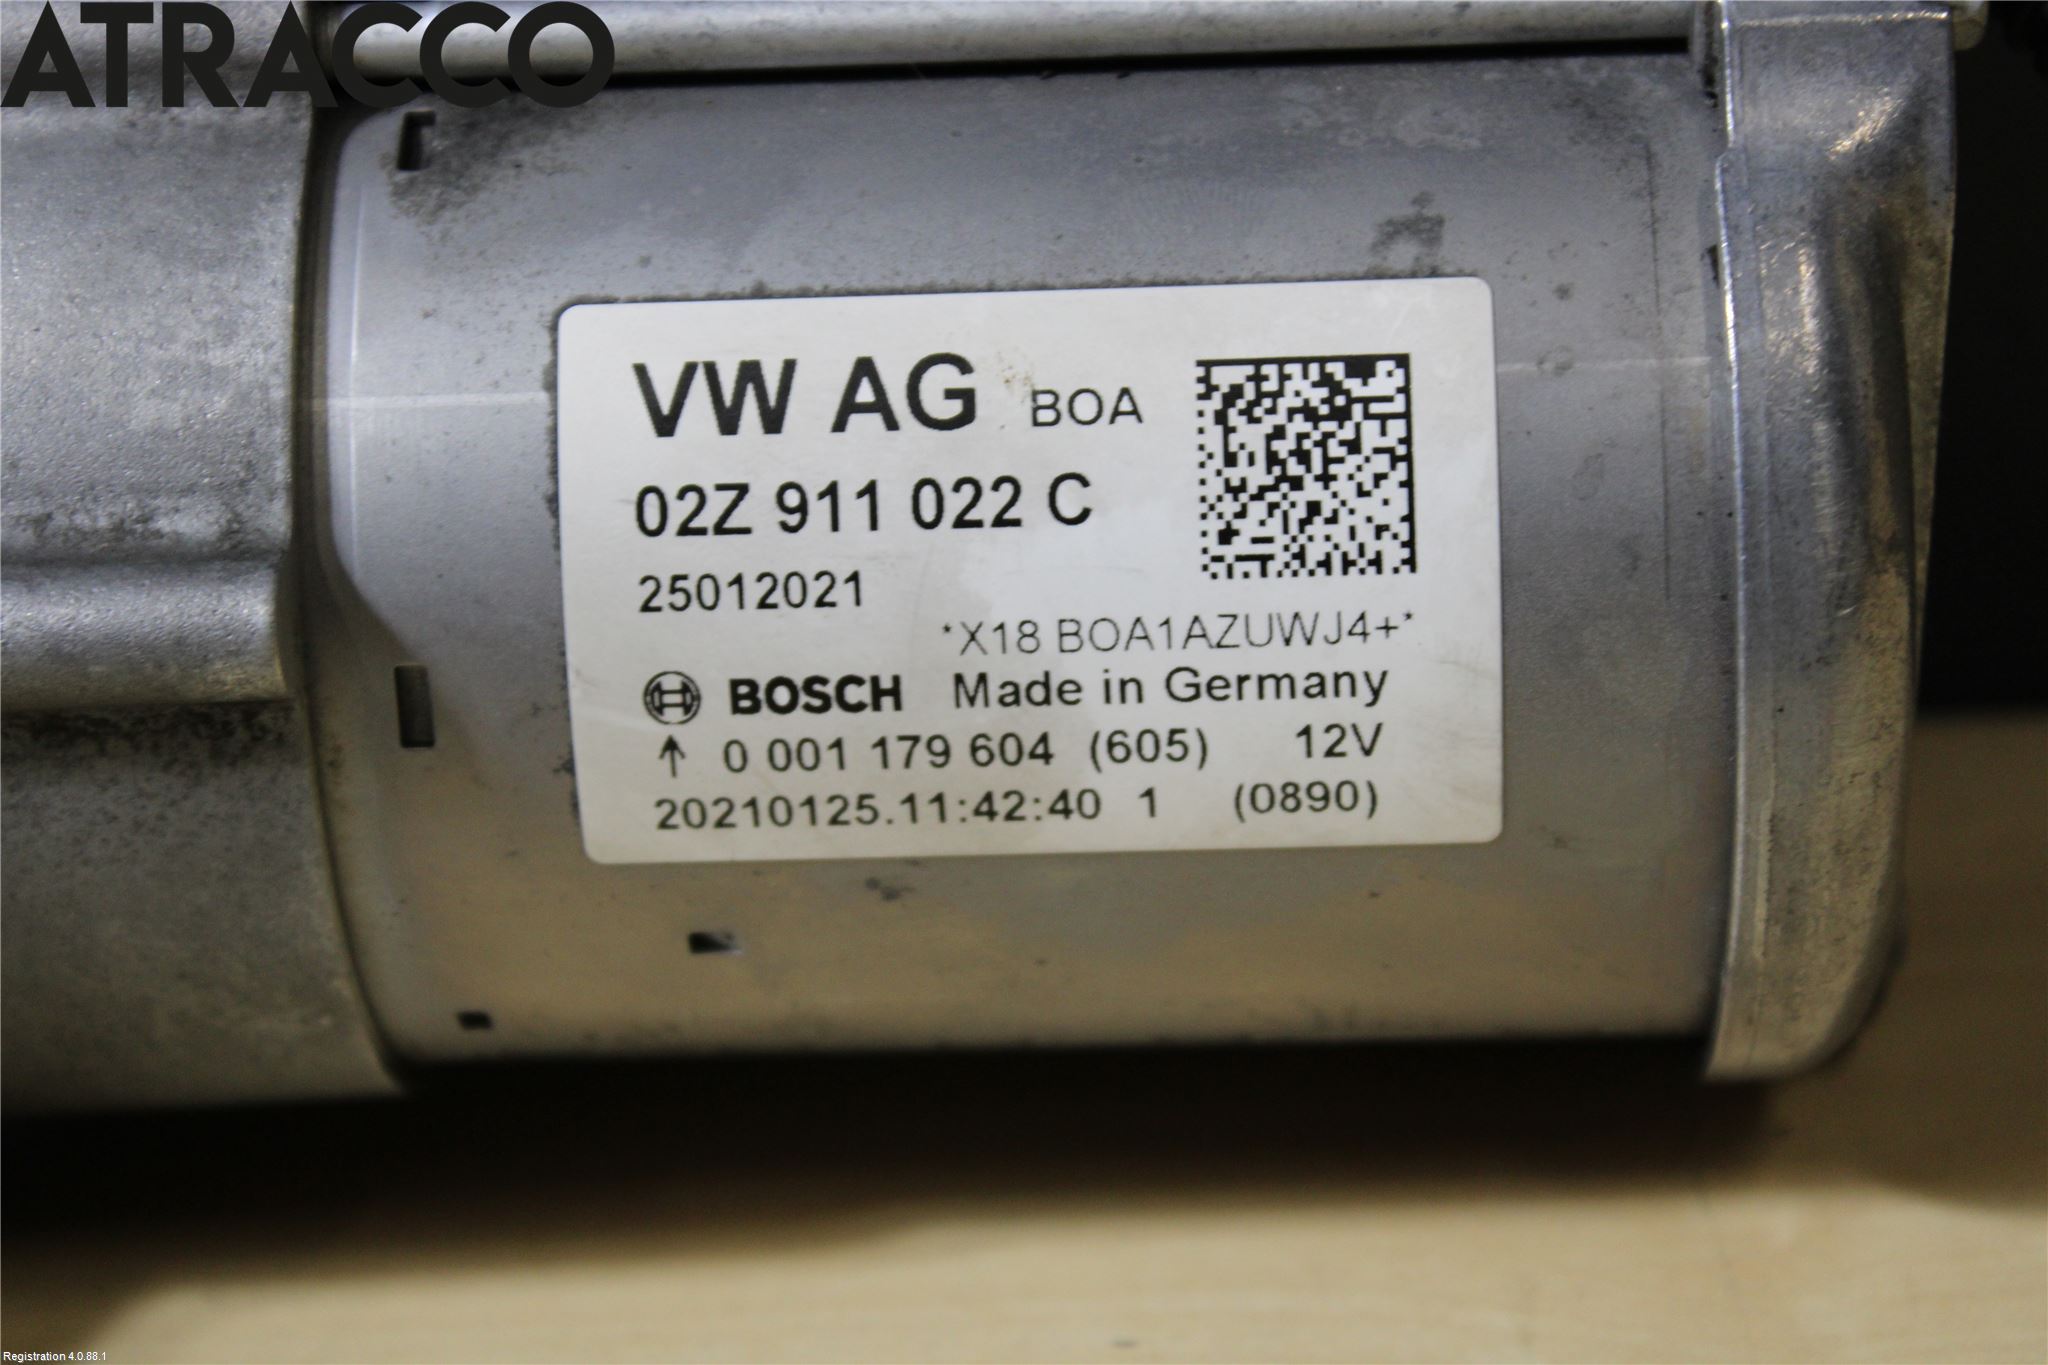 ATRACCO
VW AG BOA
02Z 911 022 C
25012021
*X18 BOA1AZUWJ4+*
BOSCH Made in Germany
↑ 0 001 179 604 (605) 12V
20210125.11:42:40 1 (0890)
Registration 4.0.88.1